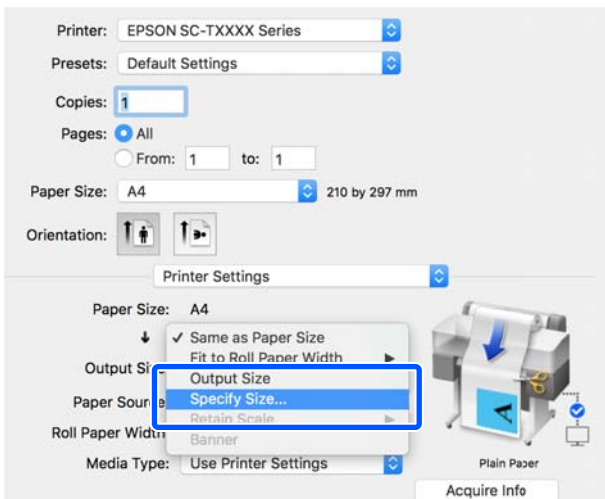 Printer: EPSON SC-TXXXX Series
Presets: Default Settings
Copies: 1
Pages: All
From: 1 to: 1
Paper Size: A4 210 by 297 mm
Orientation:
Printer Settings
Paper Size: A4
Same as Paper Size
Fit to Roll Paper Width
Output Size
Output Size
Specify Size...
Paper Source
Retain Scale
Roll Paper Width
Banner
Media Type: Use Printer Settings
Plain Paper
Acquire Info